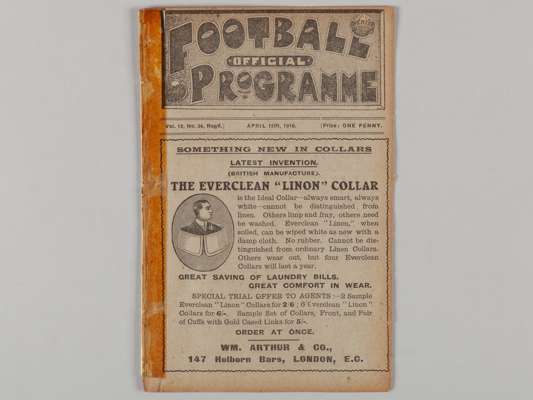 FOOTBALL
OFFICIAL
PROGRAMME
Vol. 12, No. 36, Reg'd.] APRIL 15th, 1916. [Price: ONE PENNY.
SOMETHING NEW IN COLLARS
LATEST INVENTION.
(BRITISH MANUFACTURE).
THE EVERCLEAN "LINON" COLLAR
is the Ideal Collar—always smart, always
white—cannot be distinguished from
linen. Others limp and fray, others need
be washed. Everclean "Linon," when
soiled, can be wiped white as new with a
damp cloth. No rubber. Cannot be dis-
tinguished from ordinary Linen Collars.
Others wear out, but four Everclean
Collars will last a year.
GREAT SAVING OF LAUNDRY BILLS.
GREAT COMFORT IN WEAR.
SPECIAL TRIAL OFFER TO AGENTS:—2 Sample
Everclean "Linon" Collars for 2/6; 6 Everclean "Linon"
Collars for 6/-. Sample Set of Collars, Front, and Pair
of Cuffs with Gold Cased Links for 5/-.
ORDER AT ONCE.
WM. ARTHUR & CO.,
147 Holborn Bars, LONDON, E.C.